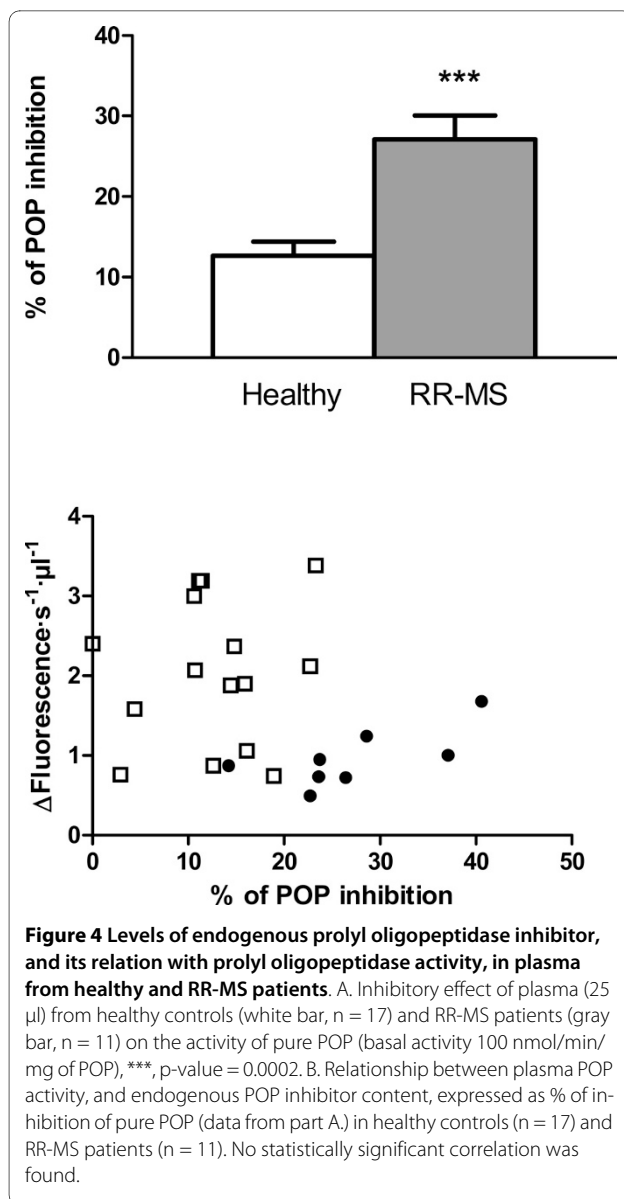 40
30
20
10
0
% of POP inhibition
***
Healthy RR-MS
4
3
2
1
0
ΔFluorescence·s⁻¹·µl⁻¹
0 10 20 30 40 50
% of POP inhibition
Figure 4 Levels of endogenous prolyl oligopeptidase inhibitor,
and its relation with prolyl oligopeptidase activity, in plasma
from healthy and RR-MS patients. A. Inhibitory effect of plasma (25
µl) from healthy controls (white bar, n = 17) and RR-MS patients (gray
bar, n = 11) on the activity of pure POP (basal activity 100 nmol/min/
mg of POP), ***, p-value = 0.0002. B. Relationship between plasma POP
activity, and endogenous POP inhibitor content, expressed as % of in-
hibition of pure POP (data from part A.) in healthy controls (n = 17) and
RR-MS patients (n = 11). No statistically significant correlation was
found.